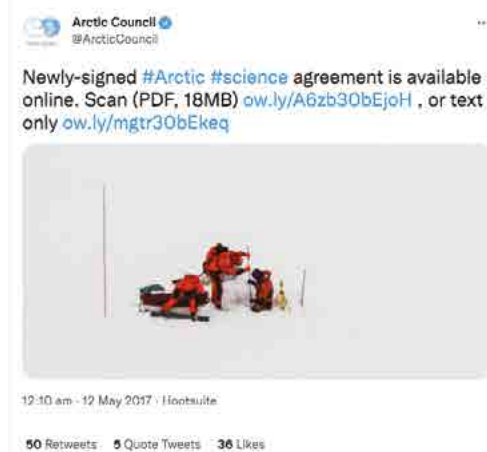 Arctic Council
@ArcticCouncil
Newly-signed #Arctic #science agreement is available
online. Scan (PDF, 18MB) ow.ly/A6zb30bEjoH , or text
only ow.ly/mgtr30bEkeq
12:10 am · 12 May 2017 · Hootsuite
50 Retweets 5 Quote Tweets 36 Likes